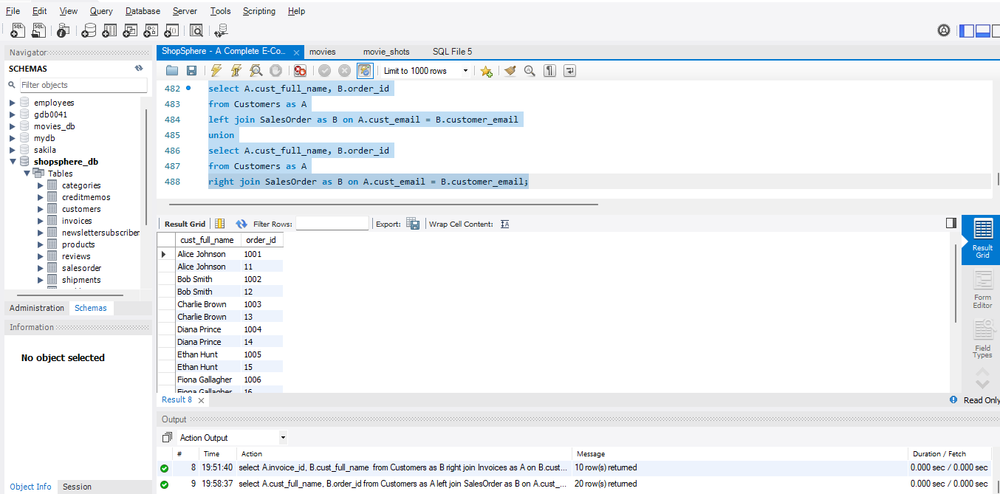 File Edit View Query Database Server Tools Scripting Help
Navigator
SCHEMAS
Filter objects
employees
gdb0041
movies_db
mydb
sakila
shopsphere_db
Tables
categories
creditmemos
customers
invoices
newslettersubscriber
products
reviews
salesorder
shipments
Administration Schemas
Information
No object selected
Object Info Session
ShopSphere - A Complete E-Co... movies movie_shots SQL File 5
Limit to 1000 rows
482 select A.cust_full_name, B.order_id
483 from Customers as A
484 left join SalesOrder as B on A.cust_email = B.customer_email
485 union
486 select A.cust_full_name, B.order_id
487 from Customers as A
488 right join SalesOrder as B on A.cust_email = B.customer_email;
Result Grid Filter Rows: Export: Wrap Cell Content:
cust_full_name order_id
Alice Johnson 1001
Alice Johnson 11
Bob Smith 1002
Bob Smith 12
Charlie Brown 1003
Charlie Brown 13
Diana Prince 1004
Diana Prince 14
Ethan Hunt 1005
Ethan Hunt 15
Fiona Gallagher 1006
Fiona Gallagher 16
Result Grid
Form Editor
Field Types
Result 8
Read Only
Output
Action Output
# Time Action Message Duration / Fetch
8 19:51:40 select A.invoice_id, B.cust_full_name from Customers as B right join Invoices as A on B.cust... 10 row(s) returned 0.000 sec / 0.000 sec
9 19:58:37 select A.cust_full_name, B.order_id from Customers as A left join SalesOrder as B on A.cust_... 20 row(s) returned 0.000 sec / 0.000 sec